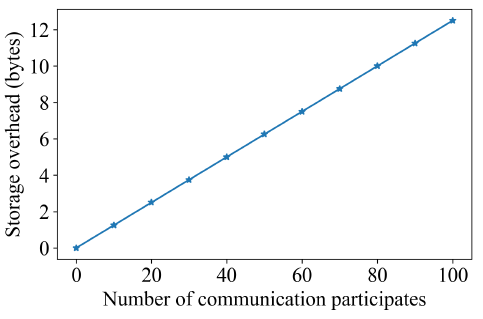 Storage overhead (bytes)
12
10
8
6
4
2
0
0 20 40 60 80 100
Number of communication participates